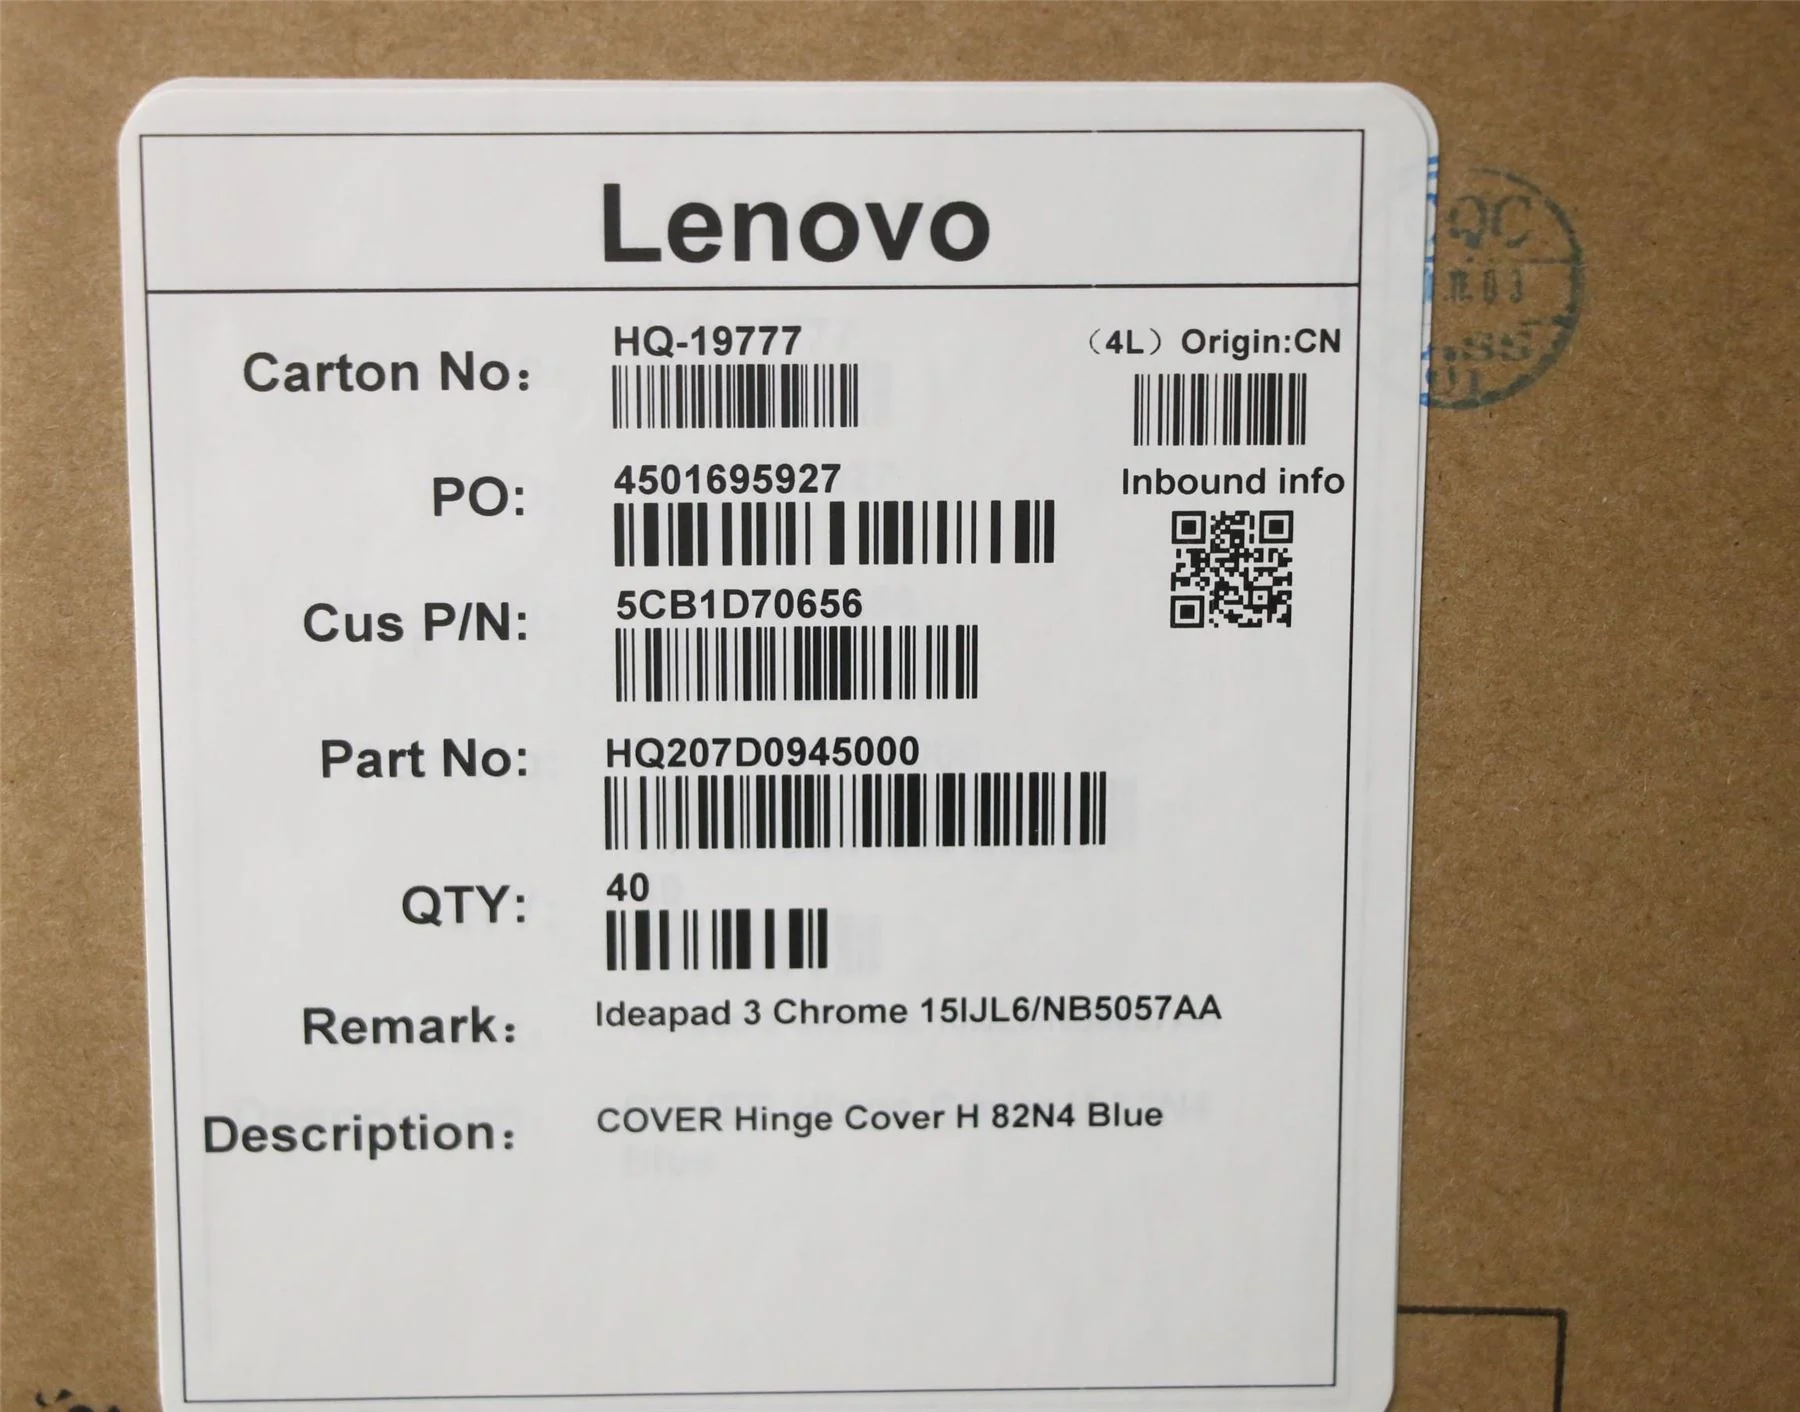 Lenovo
Carton No: HQ-19777
（4L）Origin:CN
PO: 4501695927
Inbound info
Cus P/N: 5CB1D70656
Part No: HQ207D0945000
QTY: 40
Remark: Ideapad 3 Chrome 15IJL6/NB5057AA
Description: COVER Hinge Cover H 82N4 Blue
QC